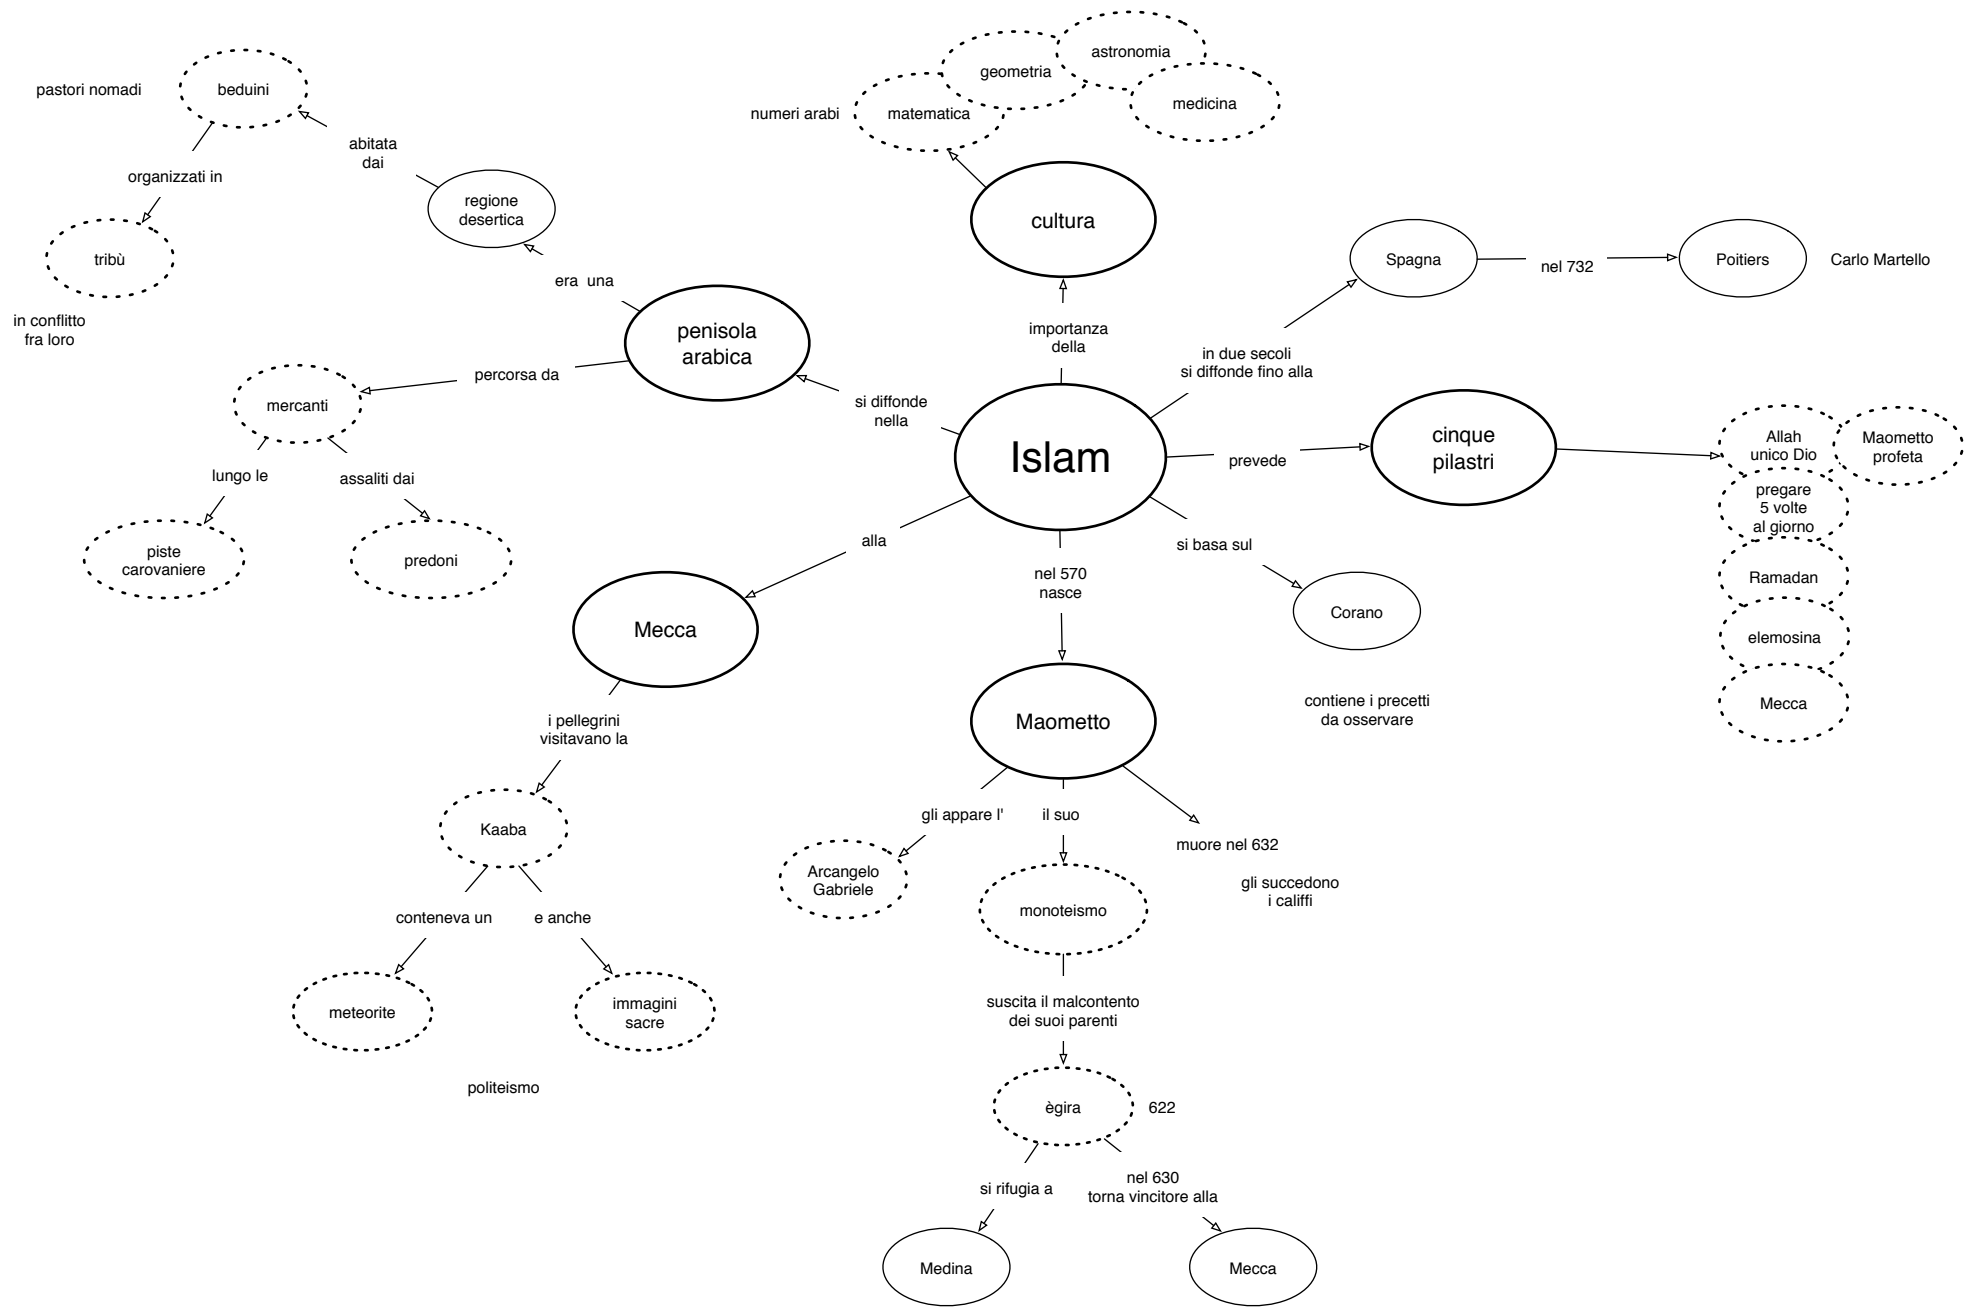 astronomia
geometria
beduini
pastori nomadi
medicina
numeri arabi
matematica
abitata
dai
organizzati in
regione
desertica
cultura
tribù
Spagna
nel 732
Poitiers
Carlo Martello
era  una
in conflitto
fra loro
penisola
arabica
importanza
della
in due secoli
si diffonde fino alla
percorsa da
mercanti
si diffonde
nella
Islam
prevede
cinque
pilastri
Allah
unico Dio
Maometto
profeta
lungo le
assaliti dai
pregare
5 volte
al giorno
piste
carovaniere
predoni
alla
si basa sul
nel 570
nasce
Ramadan
Corano
Mecca
elemosina
contiene i precetti
da osservare
Mecca
i pellegrini
visitavano la
Maometto
Kaaba
gli appare l'
il suo
muore nel 632
Arcangelo
Gabriele
gli succedono
i califfi
conteneva un
e anche
monoteismo
meteorite
immagini
sacre
suscita il malcontento
dei suoi parenti
politeismo
ègira
622
si rifugia a
nel 630
torna vincitore alla
Medina
Mecca